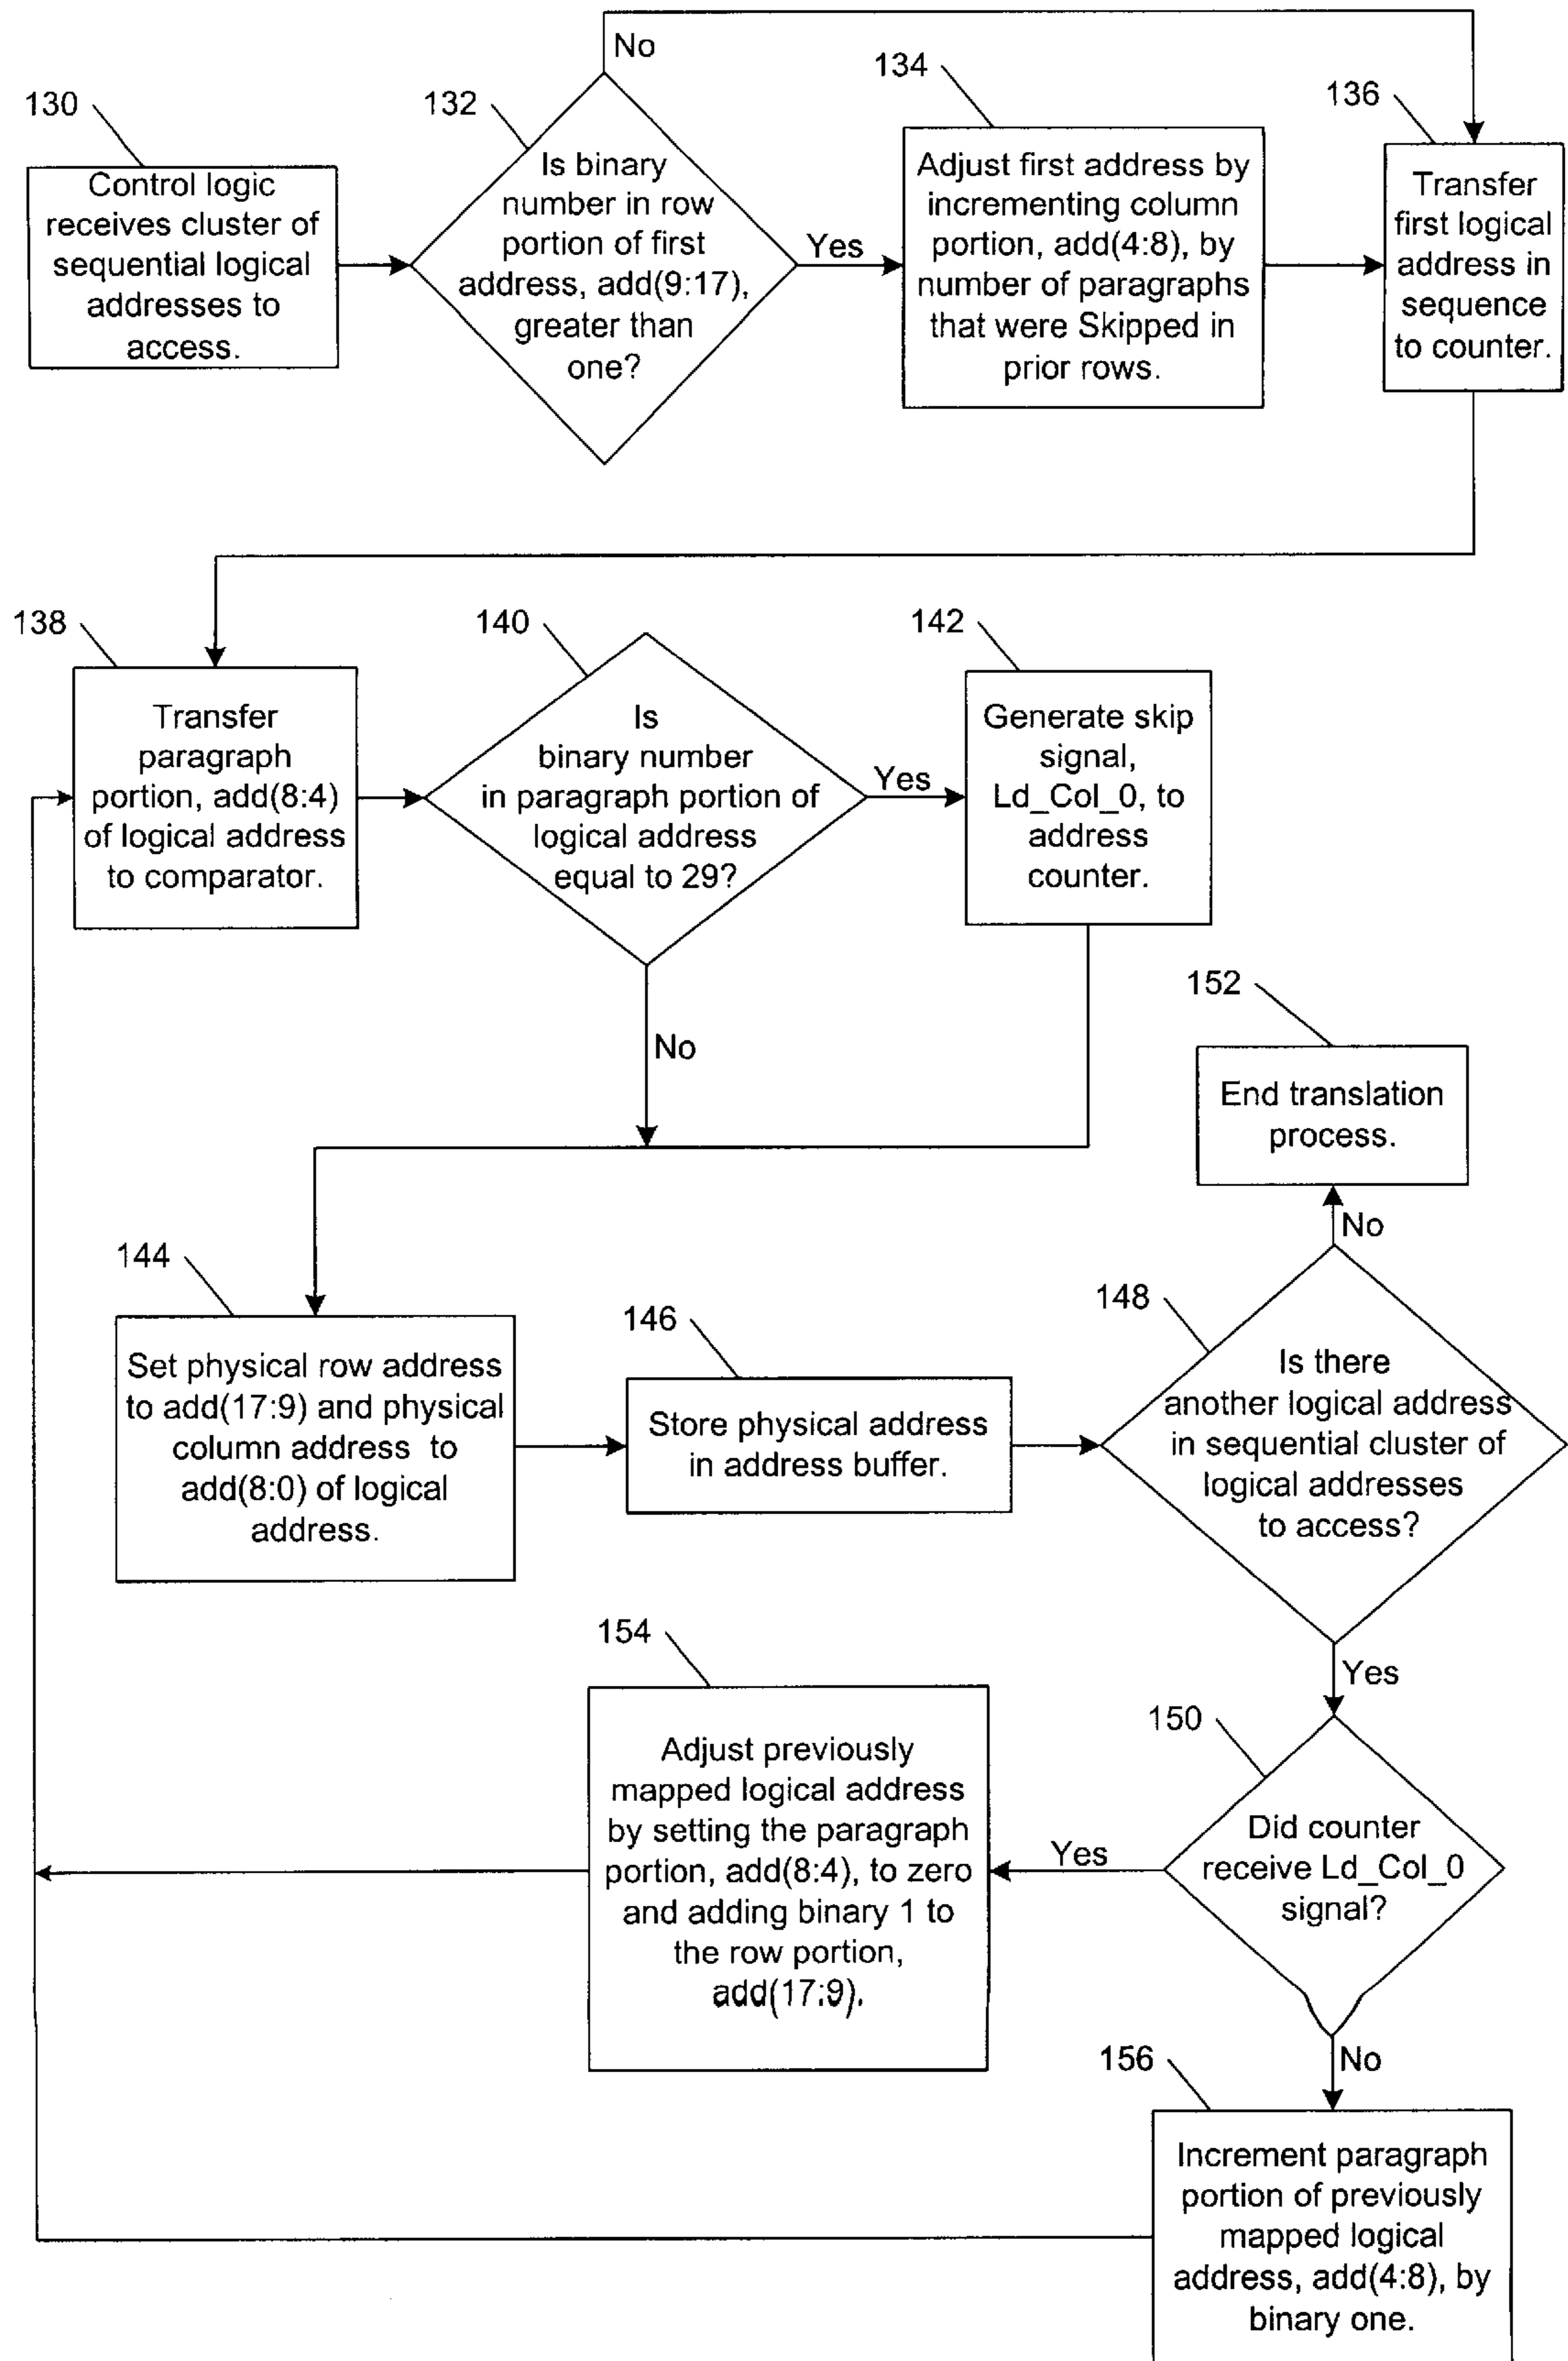 No
130
132
134
136
Control logic
receives cluster of
sequential logical
addresses to
access.
Is binary
number in row
portion of first
address, add(9:17),
greater than
one?
Yes
Adjust first address by
incrementing column
portion, add(4:8), by
number of paragraphs
that were Skipped in
prior rows.
Transfer
first logical
address in
sequence
to counter.
138
140
142
Transfer
paragraph
portion, add(8:4)
of logical address
to comparator.
Is
binary number
in paragraph portion of
logical address
equal to 29?
Yes
No
Generate skip
signal,
Ld_Col_0, to
address
counter.
152
End translation
process.
No
144
146
148
Set physical row address
to add(17:9) and physical
column address to
add(8:0) of logical
address.
Store physical address
in address buffer.
Is there
another logical address
in sequential cluster of
logical addresses
to access?
Yes
154
150
Adjust previously
mapped logical address
by setting the paragraph
portion, add(8:4), to zero
and adding binary 1 to
the row portion,
add(17:9).
Yes
Did counter
receive Ld_Col_0
signal?
No
156
Increment paragraph
portion of previously
mapped logical
address, add(4:8), by
binary one.